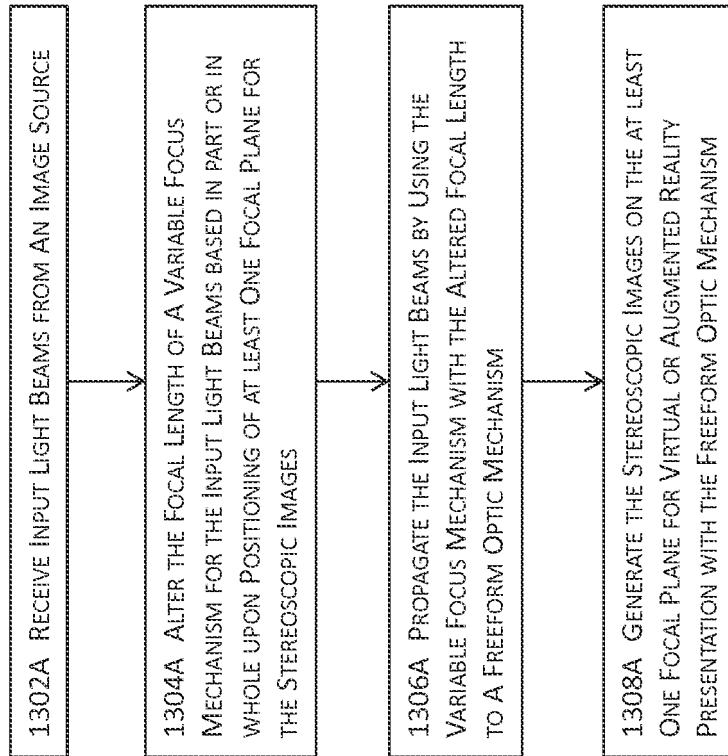 1302A RECEIVE INPUT LIGHT BEAMS FROM AN IMAGE SOURCE
1304A ALTER THE FOCAL LENGTH OF A VARIABLE FOCUS
MECHANISM FOR THE INPUT LIGHT BEAMS BASED IN PART OR IN
WHOLE UPON POSITIONING OF AT LEAST ONE FOCAL PLANE FOR
THE STEREOSCOPIC IMAGES
1306A PROPAGATE THE INPUT LIGHT BEAMS BY USING THE
VARIABLE FOCUS MECHANISM WITH THE ALTERED FOCAL LENGTH
TO A FREEFORM OPTIC MECHANISM
1308A GENERATE THE STEREOSCOPIC IMAGES ON THE AT LEAST
ONE FOCAL PLANE FOR VIRTUAL OR AUGMENTED REALITY
PRESENTATION WITH THE FREEFORM OPTIC MECHANISM